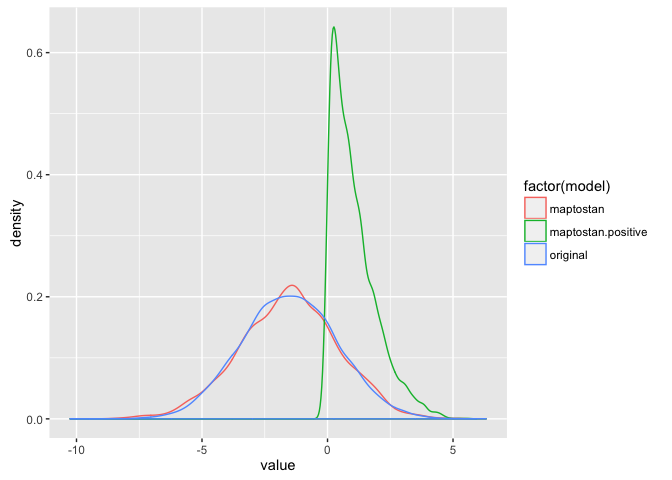 density
0.6
0.4
0.2
0.0
-10
-5
0
5
value
factor(model)
maptostan
maptostan.positive
original